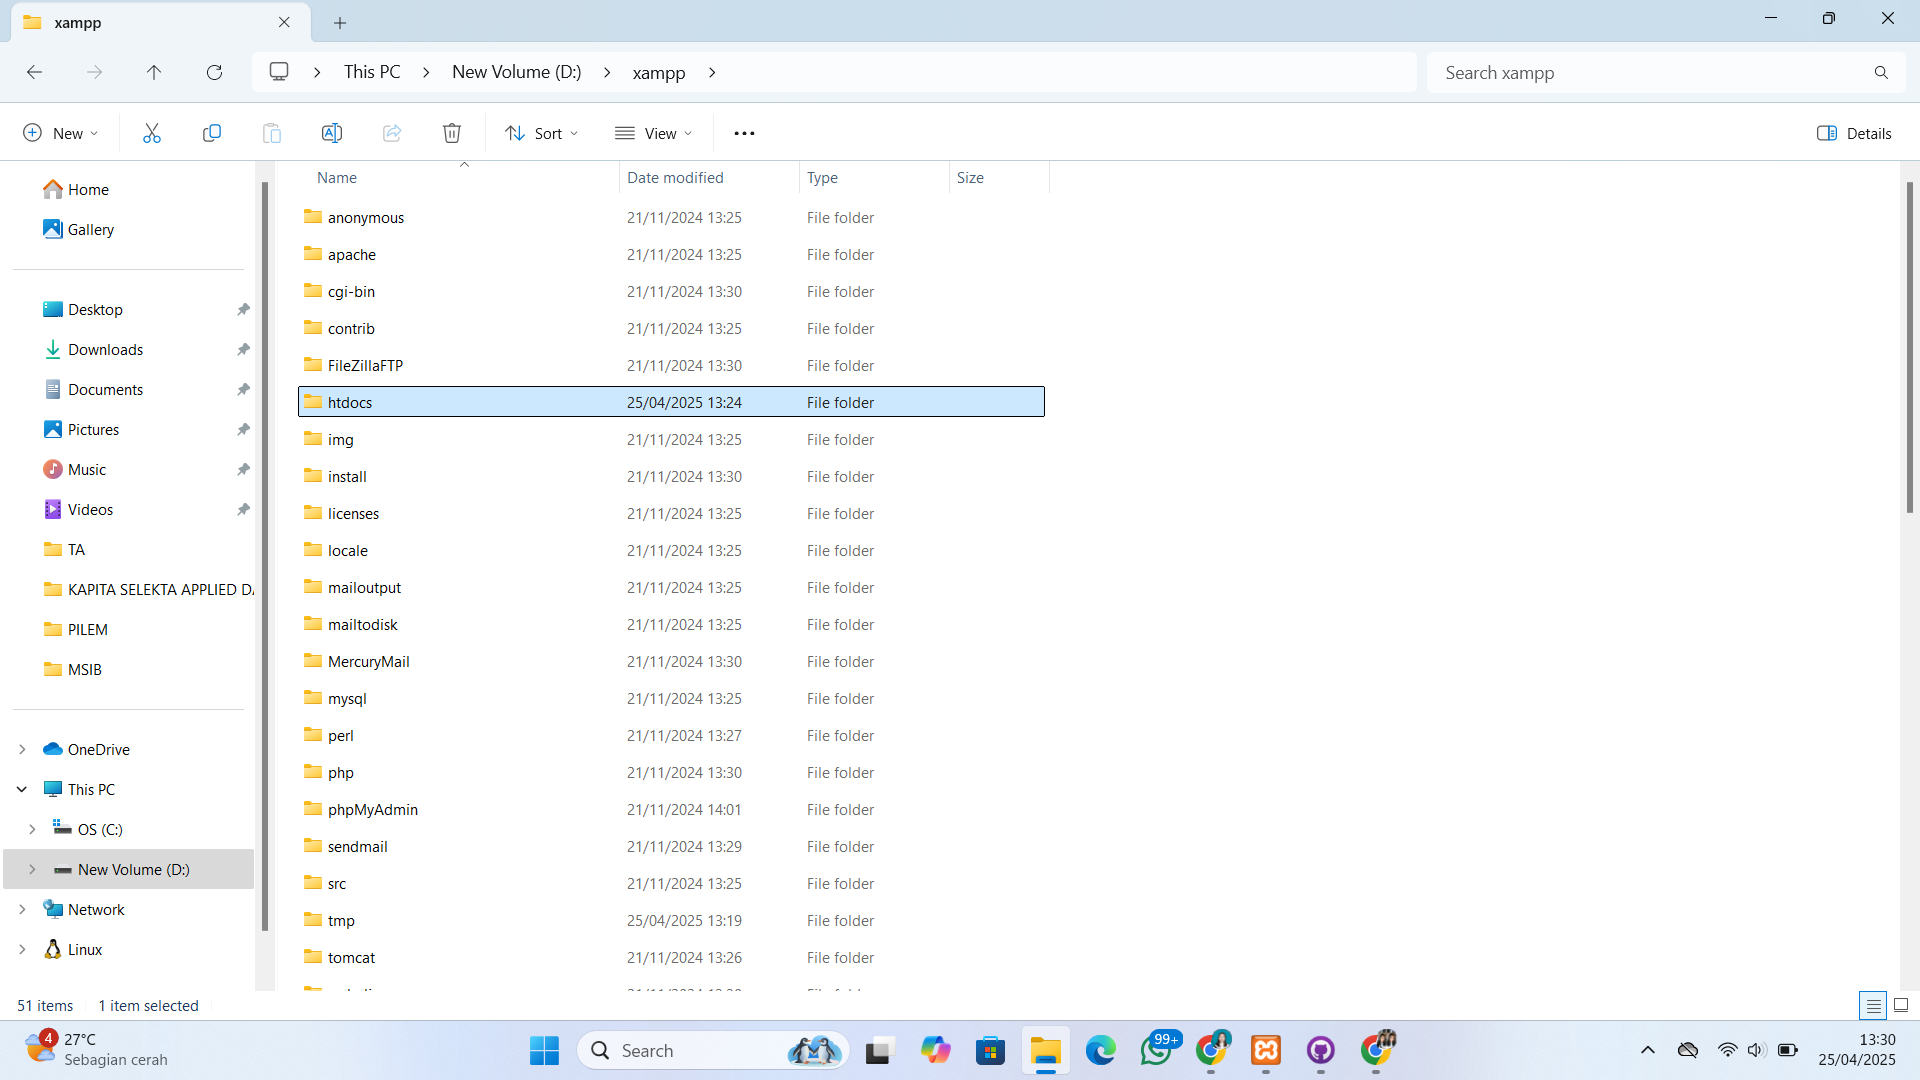 xampp
This PC
New Volume (D:)
xampp
Search xampp
New
Sort
View
Details
Name Date modified Type Size
Home
Gallery
Desktop
Downloads
Documents
Pictures
Music
Videos
TA
KAPITA SELEKTA APPLIED DA
PILEM
MSIB
OneDrive
This PC
OS (C:)
New Volume (D:)
Network
Linux
anonymous 21/11/2024 13:25 File folder
apache 21/11/2024 13:25 File folder
cgi-bin 21/11/2024 13:30 File folder
contrib 21/11/2024 13:25 File folder
FileZillaFTP 21/11/2024 13:30 File folder
htdocs 25/04/2025 13:24 File folder
img 21/11/2024 13:25 File folder
install 21/11/2024 13:30 File folder
licenses 21/11/2024 13:25 File folder
locale 21/11/2024 13:25 File folder
mailoutput 21/11/2024 13:25 File folder
mailtodisk 21/11/2024 13:25 File folder
MercuryMail 21/11/2024 13:30 File folder
mysql 21/11/2024 13:25 File folder
perl 21/11/2024 13:27 File folder
php 21/11/2024 13:30 File folder
phpMyAdmin 21/11/2024 14:01 File folder
sendmail 21/11/2024 13:29 File folder
src 21/11/2024 13:25 File folder
tmp 25/04/2025 13:19 File folder
tomcat 21/11/2024 13:26 File folder
51 items 1 item selected
4
27°C
Sebagian cerah
Search
99+
13:30
25/04/2025